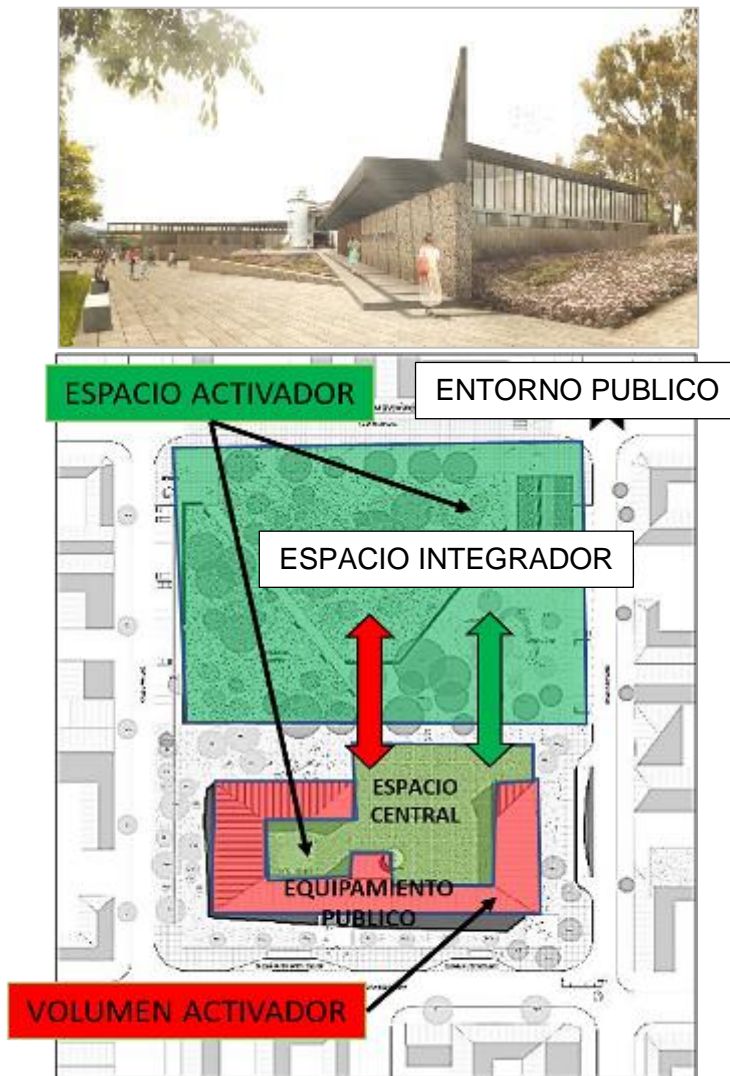 ESPACIO ACTIVADOR
ENTORNO PUBLICO
ESPACIO INTEGRADOR
ESPACIO
CENTRAL
EQUIPAMIENTO
PUBLICO
VOLUMEN ACTIVADOR